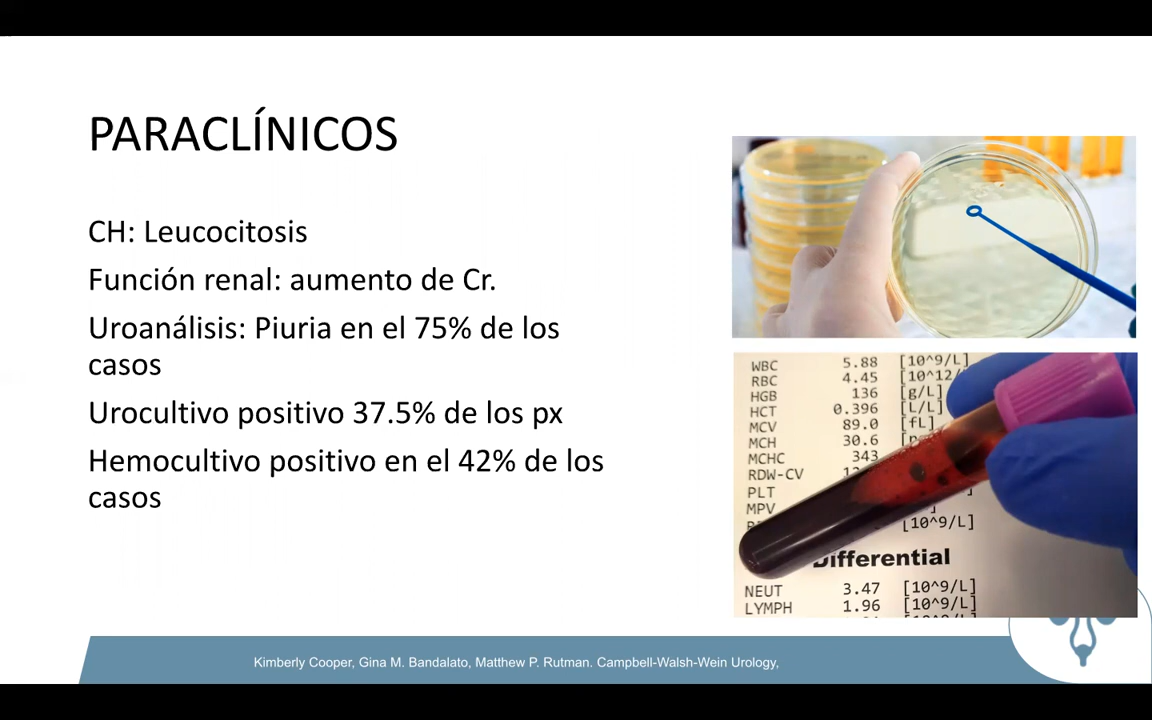 PARACLÍNICOS
CH: Leucocitosis
Función renal: aumento de Cr.
Uroanálisis: Piuria en el 75% de los
casos
Urocultivo positivo 37.5% de los px
Hemocultivo positivo en el 42% de los
casos
WBC 5.88 [10^9/L]
RBC 4.45 [10^12/
HGB 136 [g/L]
HCT 0.396 [L/L]
MCV 89.0 [fL]
MCH 30.6
MCHC 343
RDW-CV
PLT
MPV
[10^9/L]
Differential
NEUT 3.47 [10^9/L]
LYMPH 1.96 [10^9/L]
Kimberly Cooper, Gina M. Bandalato, Matthew P. Rutman. Campbell-Walsh-Wein Urology,